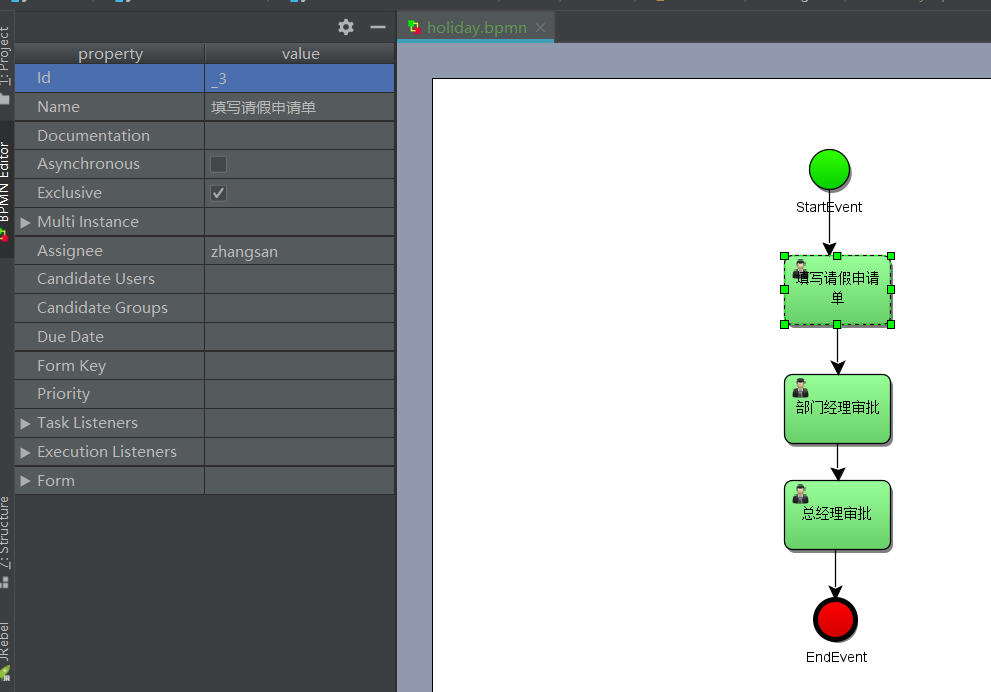 1: Project
BPMN Editor
7: Structure
JRebel
property value
Id _3
Name 填写请假申请单
Documentation
Asynchronous
Exclusive
Multi Instance
Assignee zhangsan
Candidate Users
Candidate Groups
Due Date
Form Key
Priority
Task Listeners
Execution Listeners
Form
holiday.bpmn
StartEvent
填写请假申请
单
部门经理审批
总经理审批
EndEvent